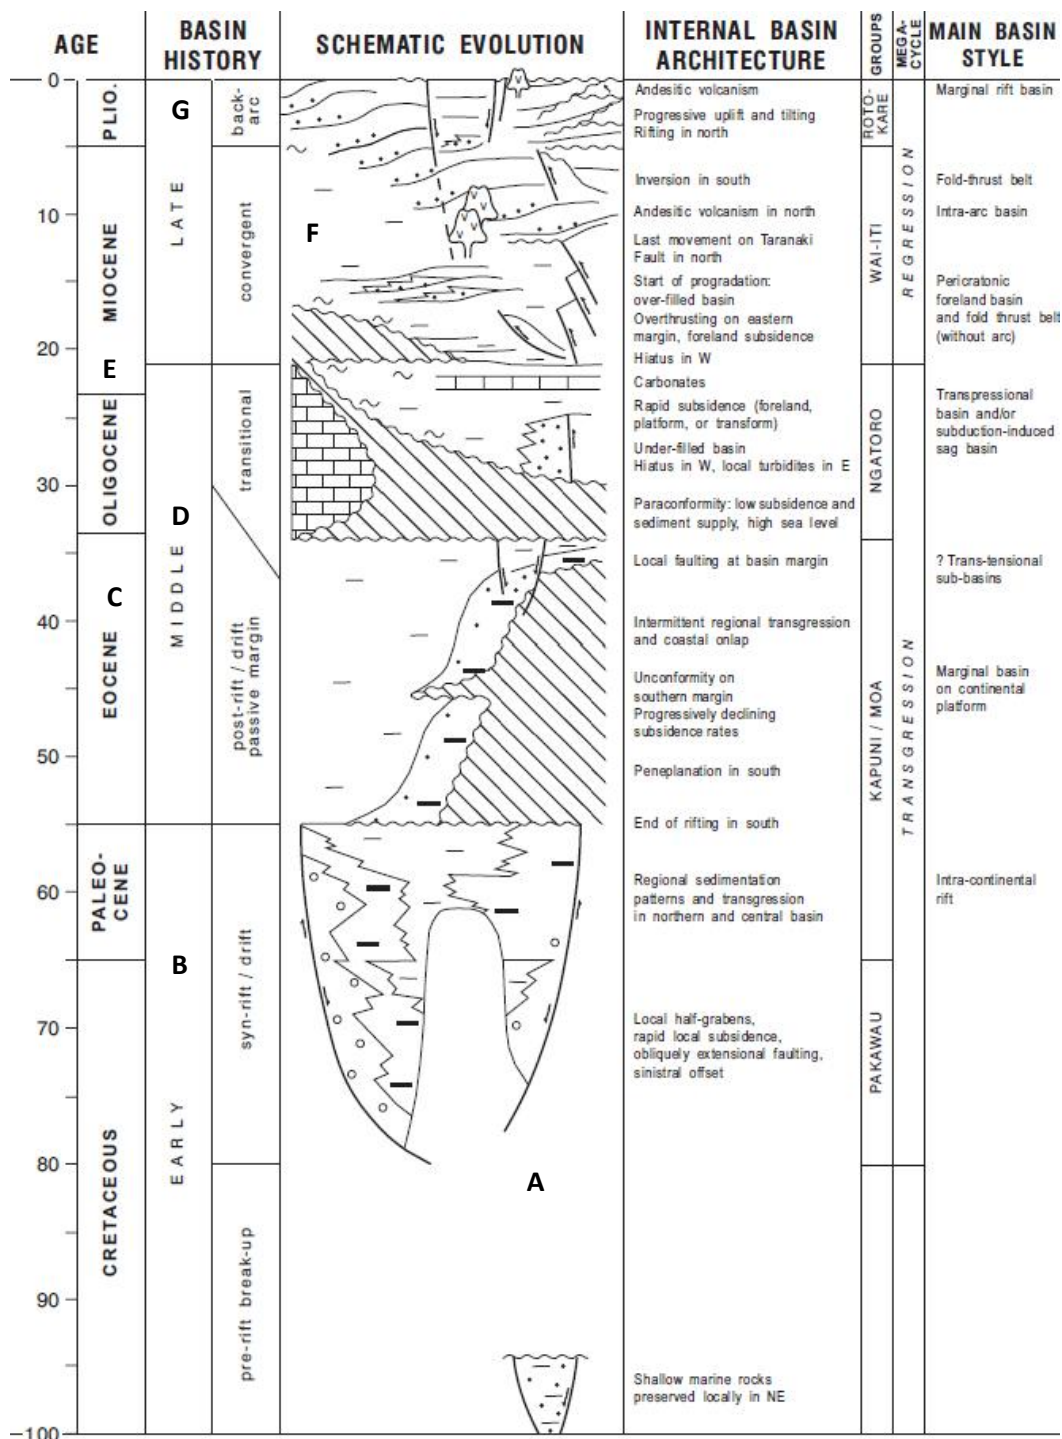 AGE
BASIN
HISTORY
SCHEMATIC EVOLUTION
INTERNAL BASIN
ARCHITECTURE
GROUPS
MEGA-
CYCLE
MAIN BASIN
STYLE
0
10
20
30
40
50
60
70
80
90
100
PLIO.
MIOCENE
OLIGOCENE
EOCENE
PALEO-
CENE
CRETACEOUS
LATE
MIDDLE
EARLY
back-
arc
convergent
transitional
post-rift / drift
passive margin
syn-rift / drift
pre-rift break-up
G
F
E
D
C
B
A
V
V V
V
V V
V V
Andesitic volcanism
Progressive uplift and tilting
Rifting in north
Inversion in south
Andesitic volcanism in north
Last movement on Taranaki
Fault in north
Start of progradation:
over-filled basin
Overthrusting on eastern
margin, foreland subsidence
Hiatus in W
Carbonates
Rapid subsidence (foreland,
platform, or transform)
Under-filled basin
Hiatus in W, local turbidites in E
Paraconformity: low subsidence and
sediment supply, high sea level
Local faulting at basin margin
Intermittent regional transgression
and coastal onlap
Unconformity on
southern margin
Progressively declining
subsidence rates
Peneplanation in south
End of rifting in south
Regional sedimentation
patterns and transgression
in northern and central basin
Local half-grabens,
rapid local subsidence,
obliquely extensional faulting,
sinistral offset
Shallow marine rocks
preserved locally in NE
ROTO-
KARE
WAI-ITI
NGATORO
KAPUNI / MOA
PAKAWAU
REGRESSION
TRANSGRESSION
Marginal rift basin
Fold-thrust belt
Intra-arc basin
Pericratonic
foreland basin
and fold thrust belt
(without arc)
Transpressional
basin and/or
subduction-induced
sag basin
? Trans-tensional
sub-basins
Marginal basin
on continental
platform
Intra-continental
rift